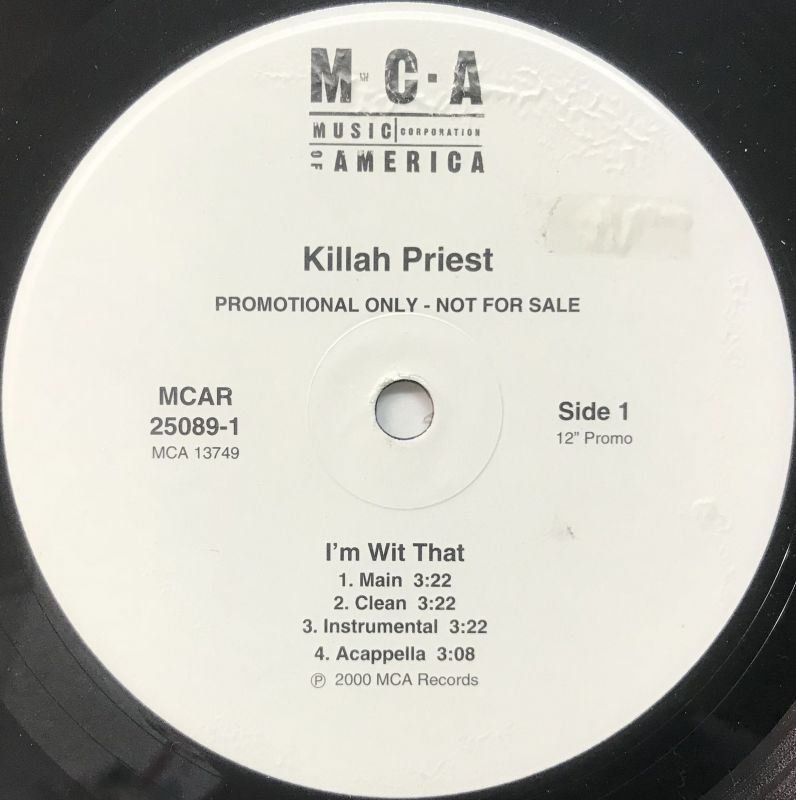 M·C·A
MUSIC CORPORATION
OF AMERICA
Killah Priest
PROMOTIONAL ONLY - NOT FOR SALE
MCAR
25089-1
MCA 13749
Side 1
12" Promo
I'm Wit That
1. Main 3:22
2. Clean 3:22
3. Instrumental 3:22
4. Acappella 3:08
℗ 2000 MCA Records